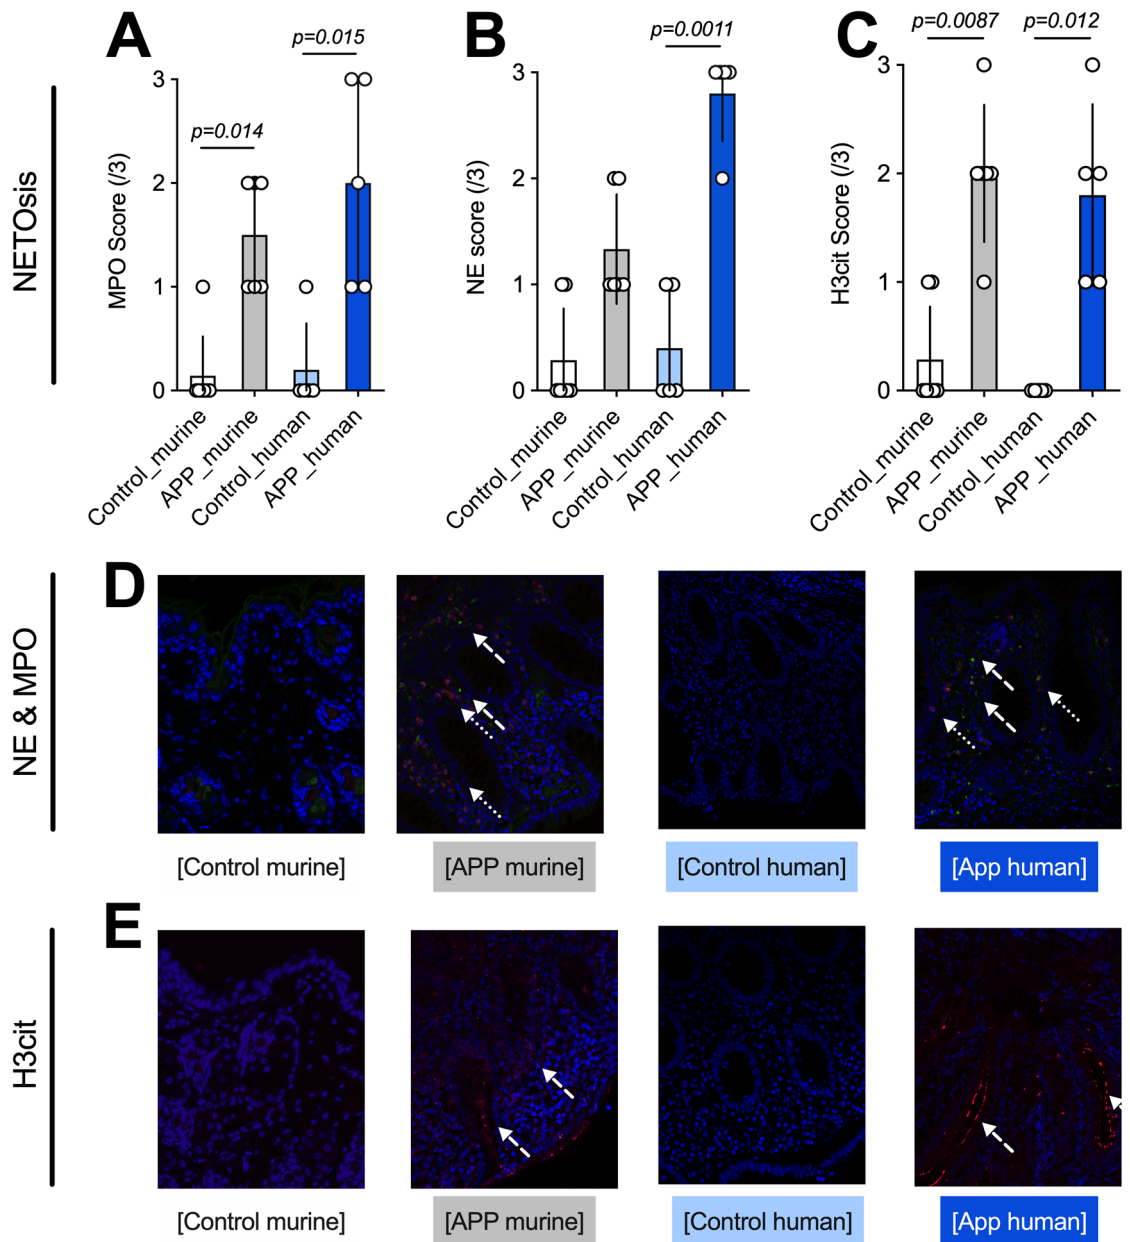 A
B
C
NETOsis
MPO Score (/3)
3
2
1
0
p=0.014
p=0.015
Control_murine
APP_murine
Control_human
APP_human
NE score (/3)
3
2
1
0
p=0.0011
Control_murine
APP_murine
Control_human
APP_human
H3cit Score (/3)
3
2
1
0
p=0.0087
p=0.012
Control_murine
APP_murine
Control_human
APP_human
D
NE & MPO
[Control murine]
[APP murine]
[Control human]
[App human]
E
H3cit
[Control murine]
[APP murine]
[Control human]
[App human]